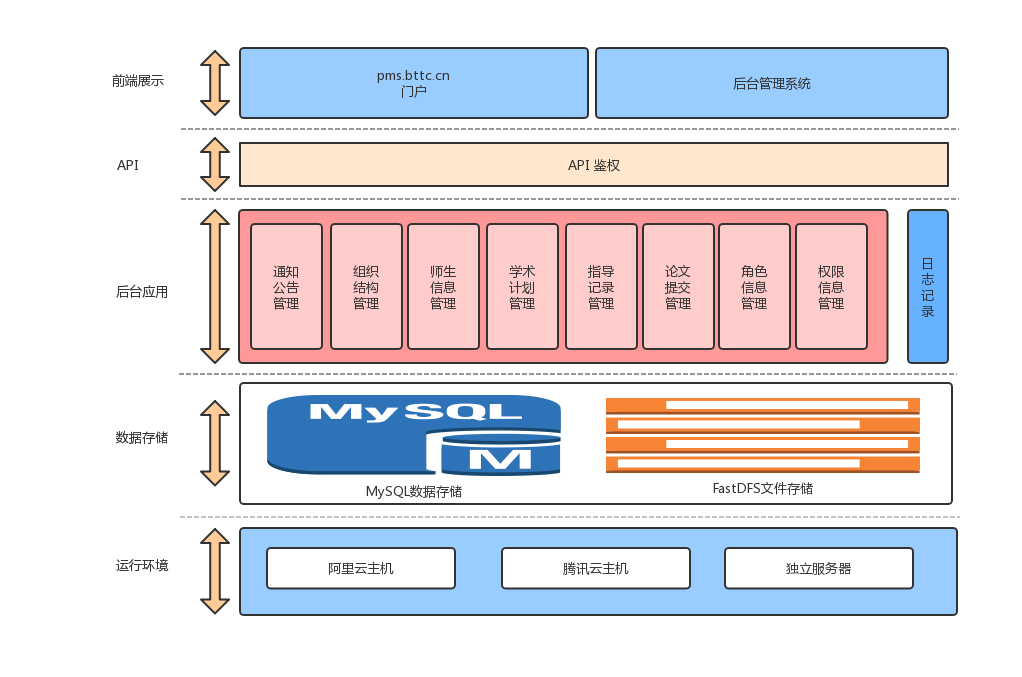 前端展示
pms.bttc.cn
门户
后台管理系统
API
API 鉴权
后台应用
通知
公告
管理
组织
结构
管理
师生
信息
管理
学术
计划
管理
指导
记录
管理
论文
提交
管理
角色
信息
管理
权限
信息
管理
日
志
记
录
数据存储
MySQL
M
MySQL数据存储
FastDFS文件存储
运行环境
阿里云主机
腾讯云主机
独立服务器